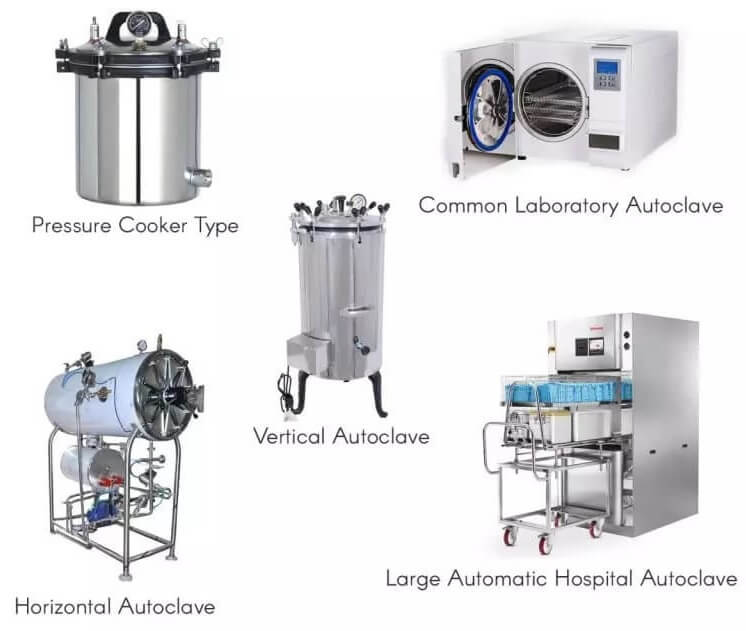 Pressure Cooker Type
Common Laboratory Autoclave
Vertical Autoclave
Horizontal Autoclave
Large Automatic Hospital Autoclave